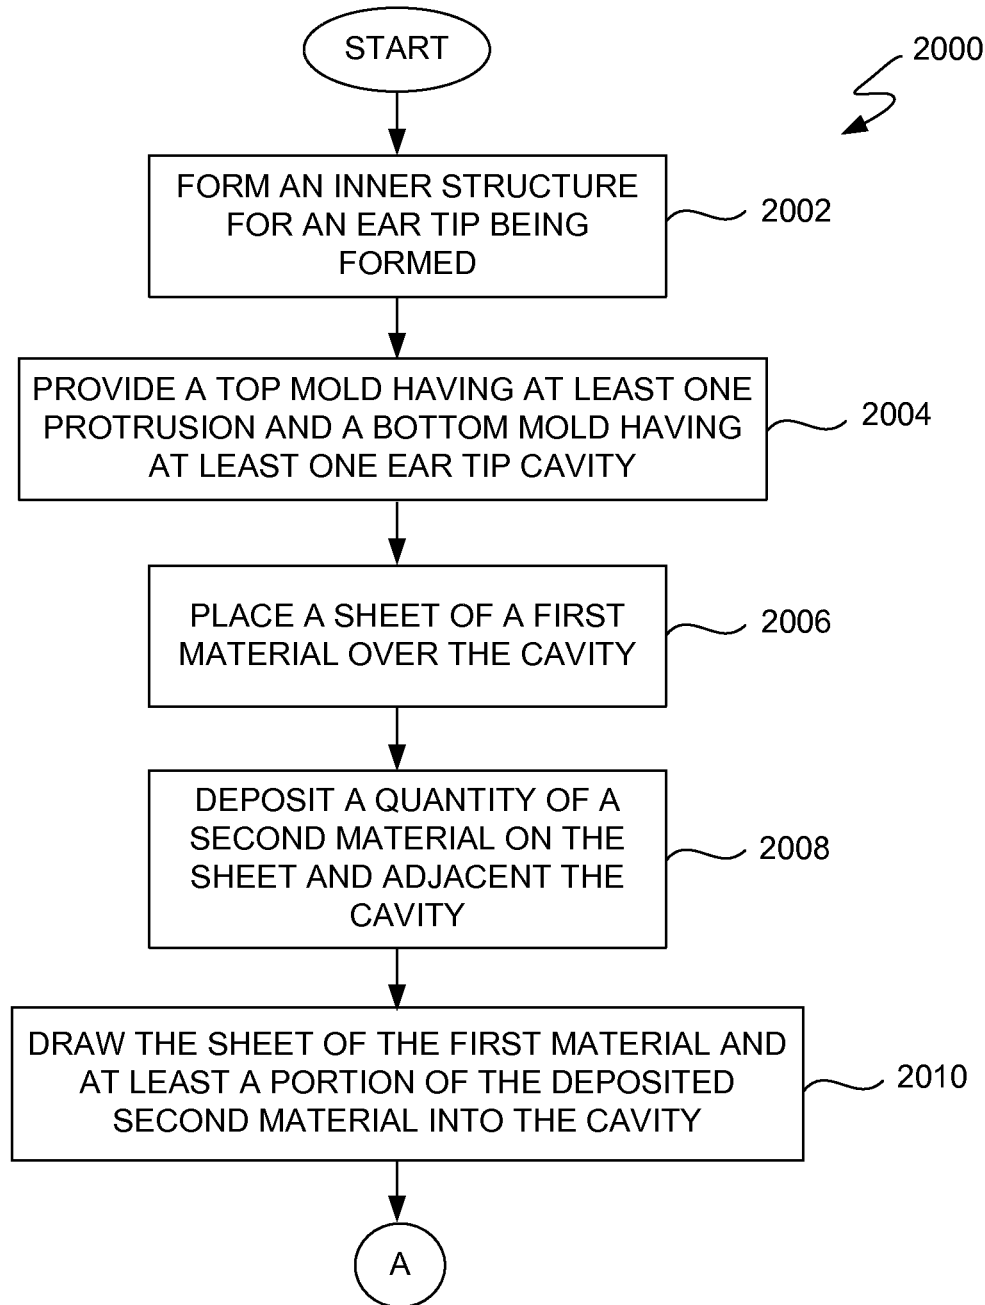 START
2000
FORM AN INNER STRUCTURE
FOR AN EAR TIP BEING
FORMED
2002
PROVIDE A TOP MOLD HAVING AT LEAST ONE
PROTRUSION AND A BOTTOM MOLD HAVING
AT LEAST ONE EAR TIP CAVITY
2004
PLACE A SHEET OF A FIRST
MATERIAL OVER THE CAVITY
2006
DEPOSIT A QUANTITY OF A
SECOND MATERIAL ON THE
SHEET AND ADJACENT THE
CAVITY
2008
DRAW THE SHEET OF THE FIRST MATERIAL AND
AT LEAST A PORTION OF THE DEPOSITED
SECOND MATERIAL INTO THE CAVITY
2010
A